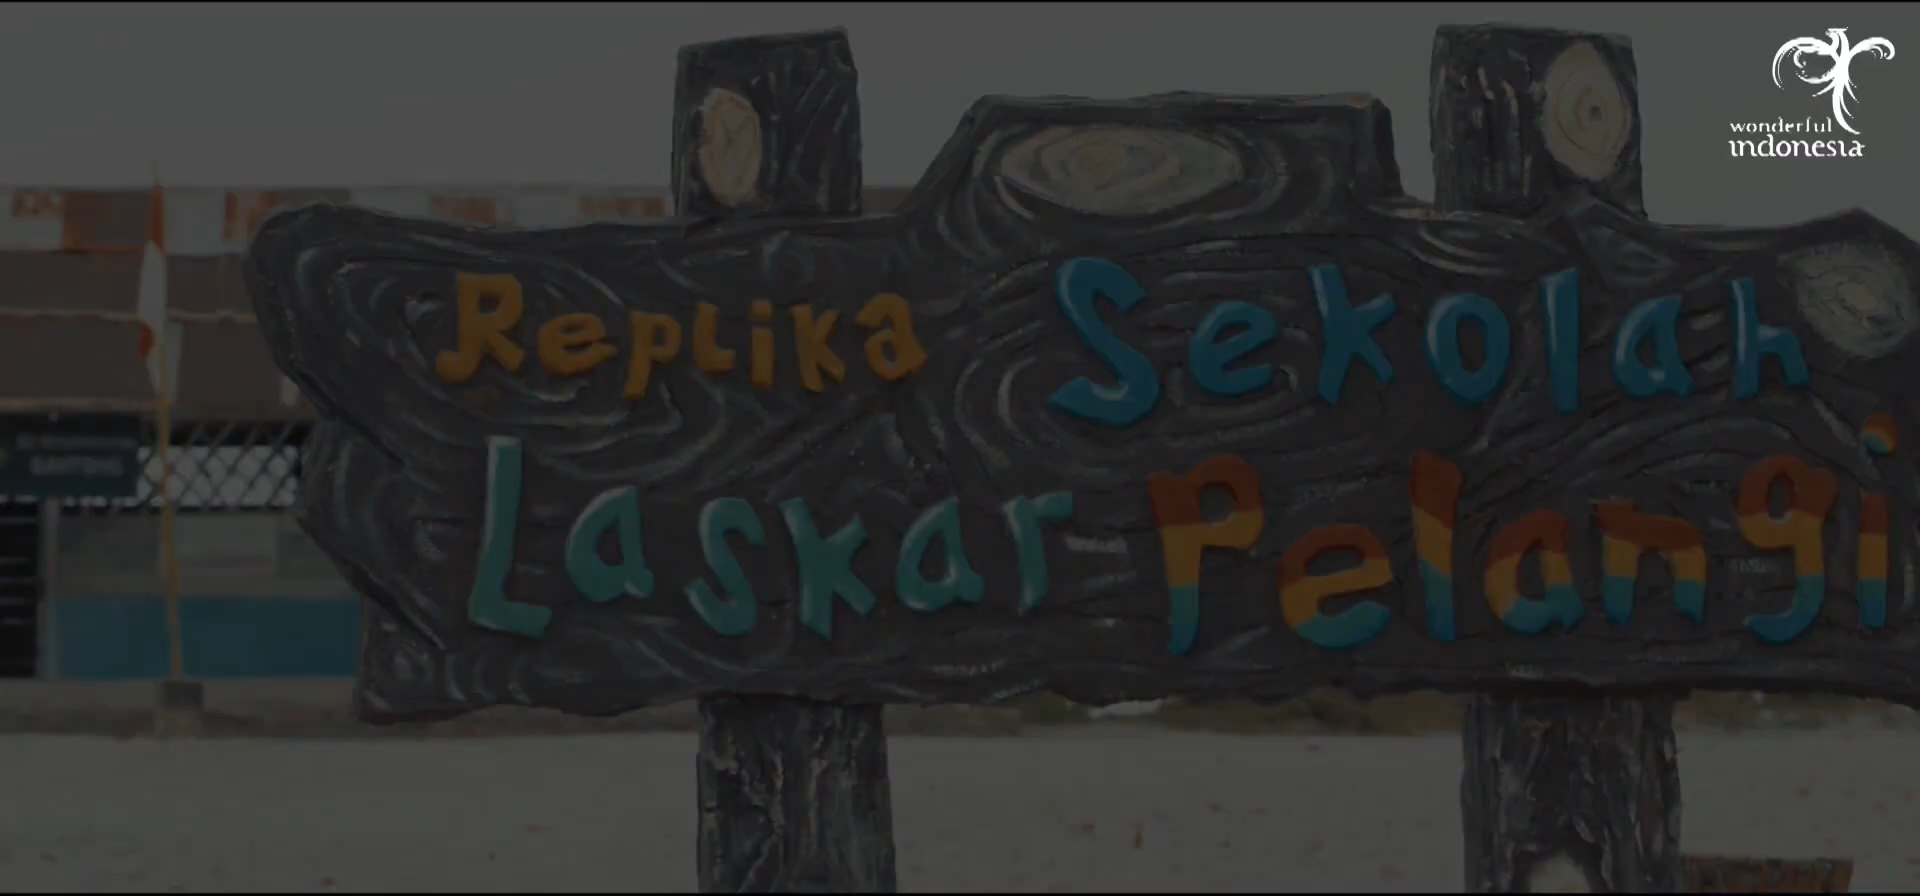 wonderful
indonesia
Replika Sekolah
Laskar Pelangi